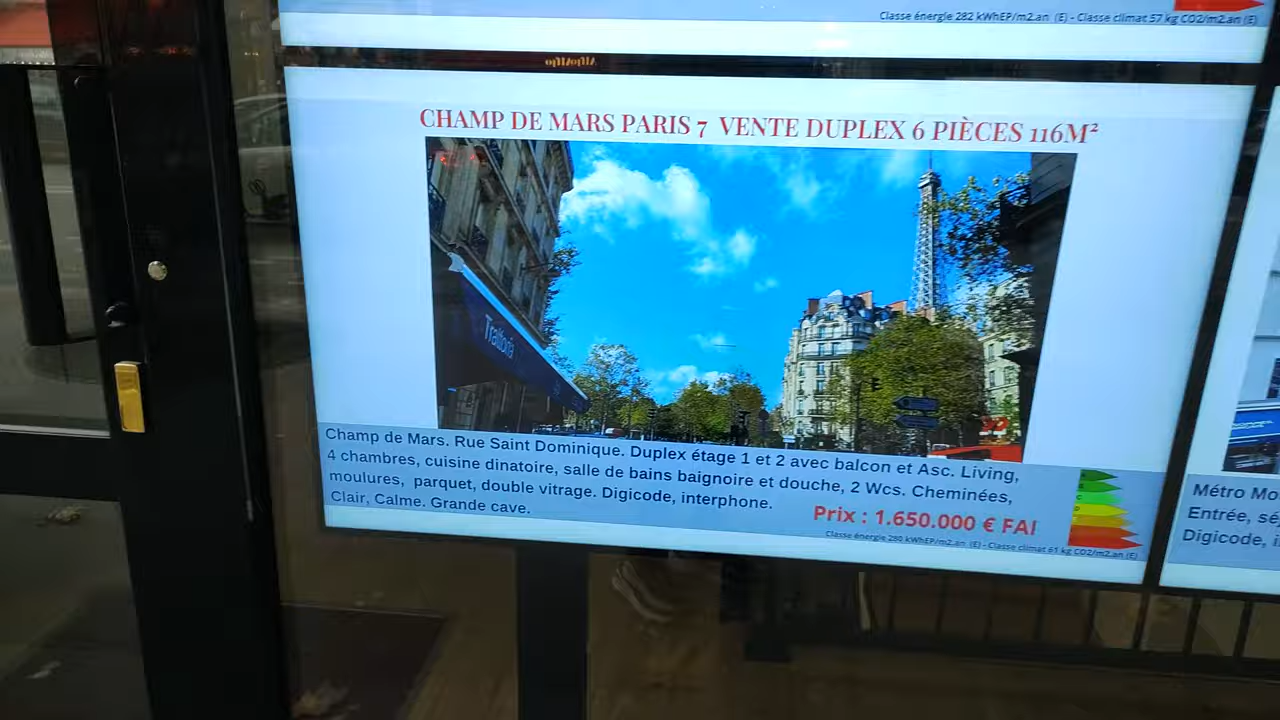 Classe énergie 282 kWhEP/m2.an (E) - Classe climat 57 kg CO2/m2.an (E)
CHAMP DE MARS PARIS 7 VENTE DUPLEX 6 PIÈCES 116M²
Trattoria
Champ de Mars. Rue Saint Dominique. Duplex étage 1 et 2 avec balcon et Asc. Living,
4 chambres, cuisine dinatoire, salle de bains baignoire et douche, 2 Wcs. Cheminées,
moulures, parquet, double vitrage. Digicode, interphone.
Clair, Calme. Grande cave.
Prix : 1.650.000 € FAI
Classe énergie 280 kWhEP/m2.an (E) - Classe climat 61 kg CO2/m2.an (E)
Métro
Entrée,
Digicode,